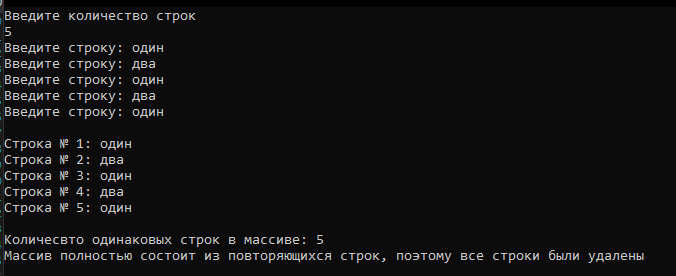 Введите количество строк
5
Введите строку: один
Введите строку: два
Введите строку: один
Введите строку: два
Введите строку: один
Строка № 1: один
Строка № 2: два
Строка № 3: один
Строка № 4: два
Строка № 5: один
Количесвто одинаковых строк в массиве: 5
Массив полностью состоит из повторяющихся строк, поэтому все строки были удалены